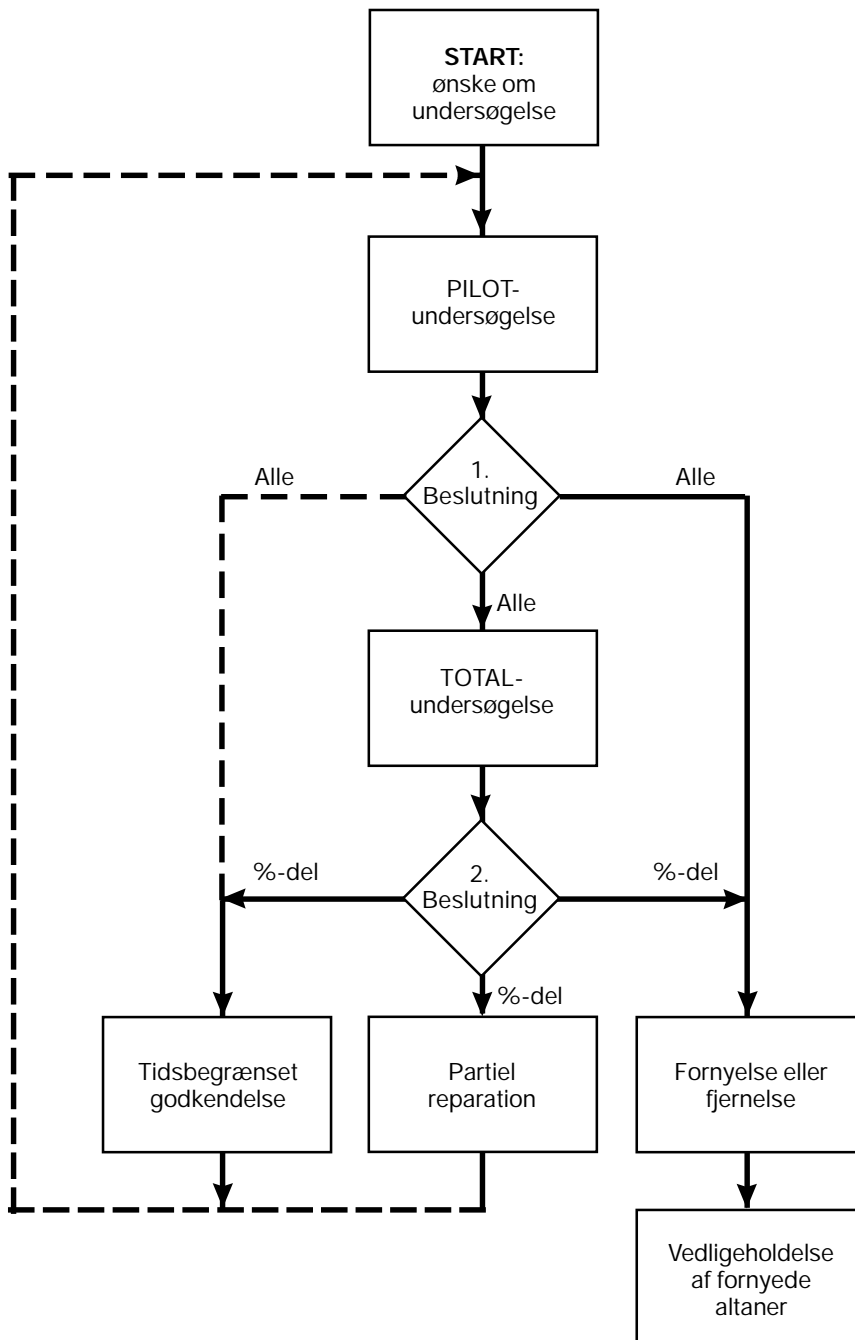 START:
ønske om
undersøgelse
PILOT-
undersøgelse
Alle
1.
Beslutning
Alle
Alle
TOTAL-
undersøgelse
%-del
2.
Beslutning
%-del
%-del
Tidsbegrænset
godkendelse
Partiel
reparation
Fornyelse eller
fjernelse
Vedligeholdelse
af fornyede
altaner